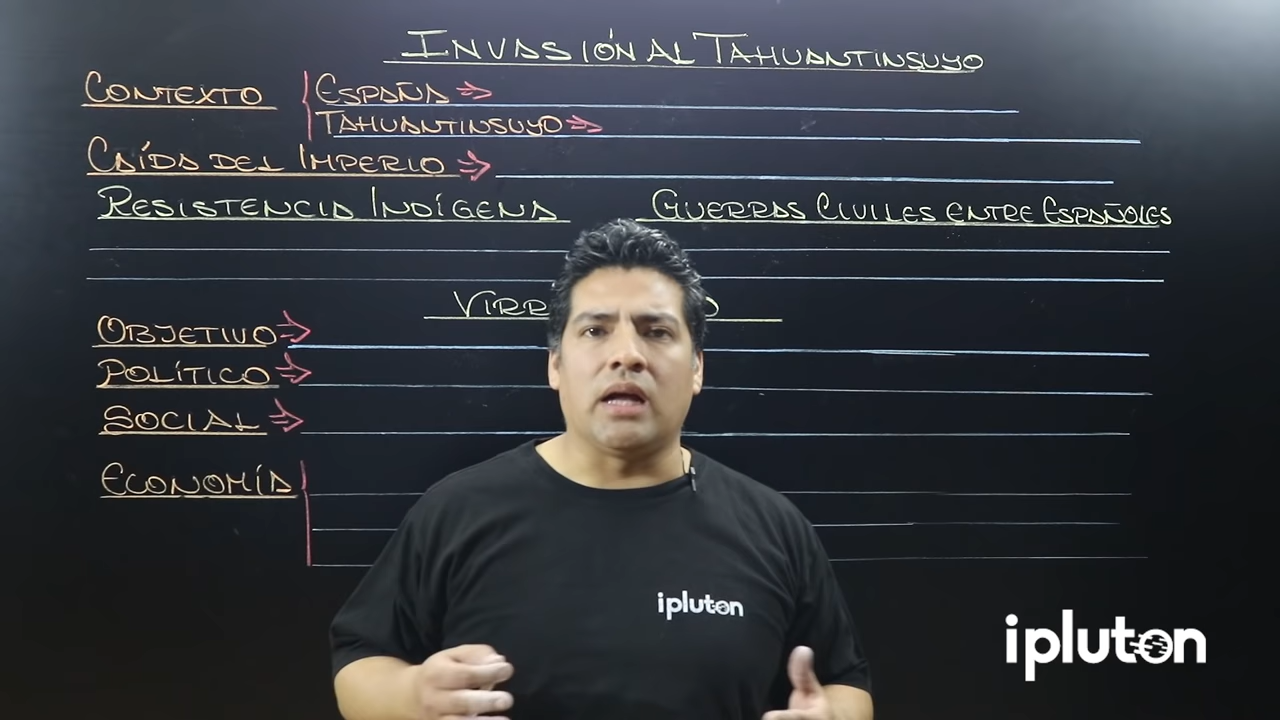 INVASIÓN AL TAHUANTINSUYO
CONTEXTO
ESPAÑA
TAHUANTINSUYO
CAÍDA DEL IMPERIO
RESISTENCIA INDÍGENA GUERRAS CIVILES ENTRE ESPAÑOLES
OBJETIVO
POLÍTICO
SOCIAL
ECONOMÍA
ipluton
ipluton